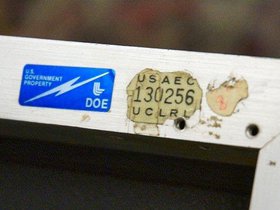 U.S.
GOVERNMENT
PROPERTY
DOE
USAEC
130256
UCLRL